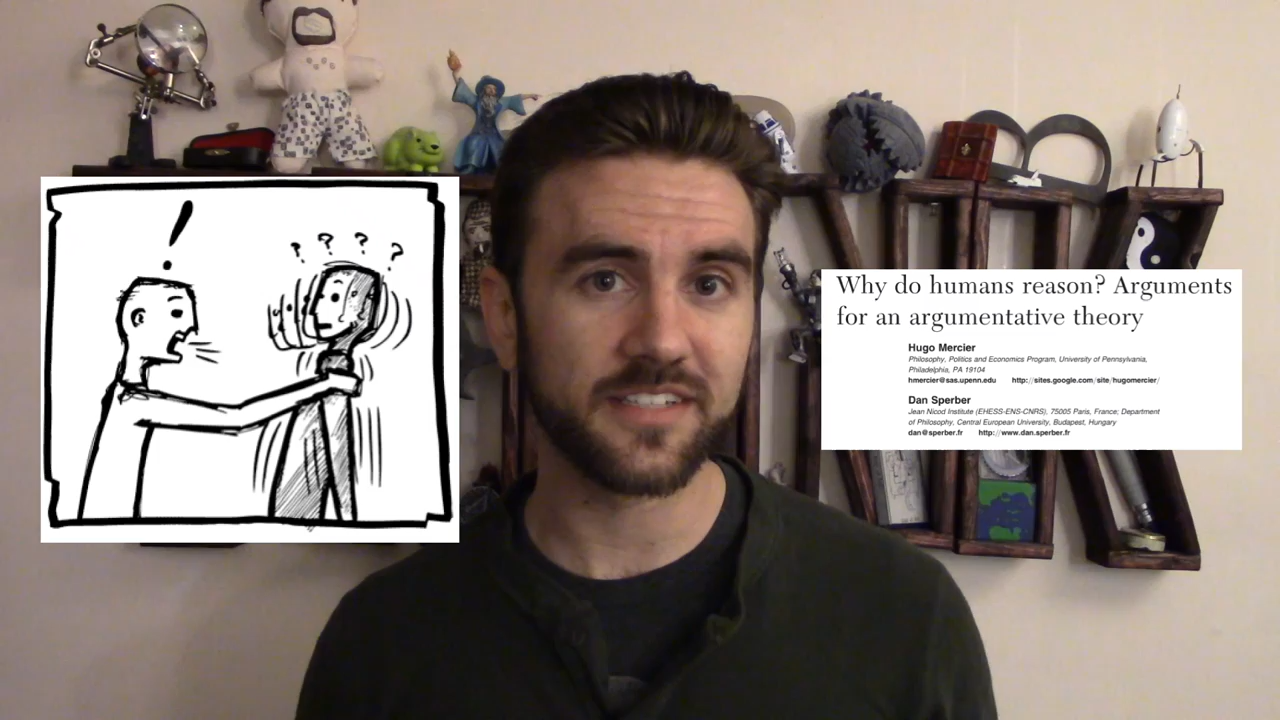 !
? ? ? ?
Why do humans reason? Arguments
for an argumentative theory
Hugo Mercier
Philosophy, Politics and Economics Program, University of Pennsylvania,
Philadelphia, PA 19104
hmercier@sas.upenn.edu http://sites.google.com/site/hugomercier/
Dan Sperber
Jean Nicod Institute (EHESS-ENS-CNRS), 75005 Paris, France; Department
of Philosophy, Central European University, Budapest, Hungary
dan@sperber.fr http://www.dan.sperber.fr